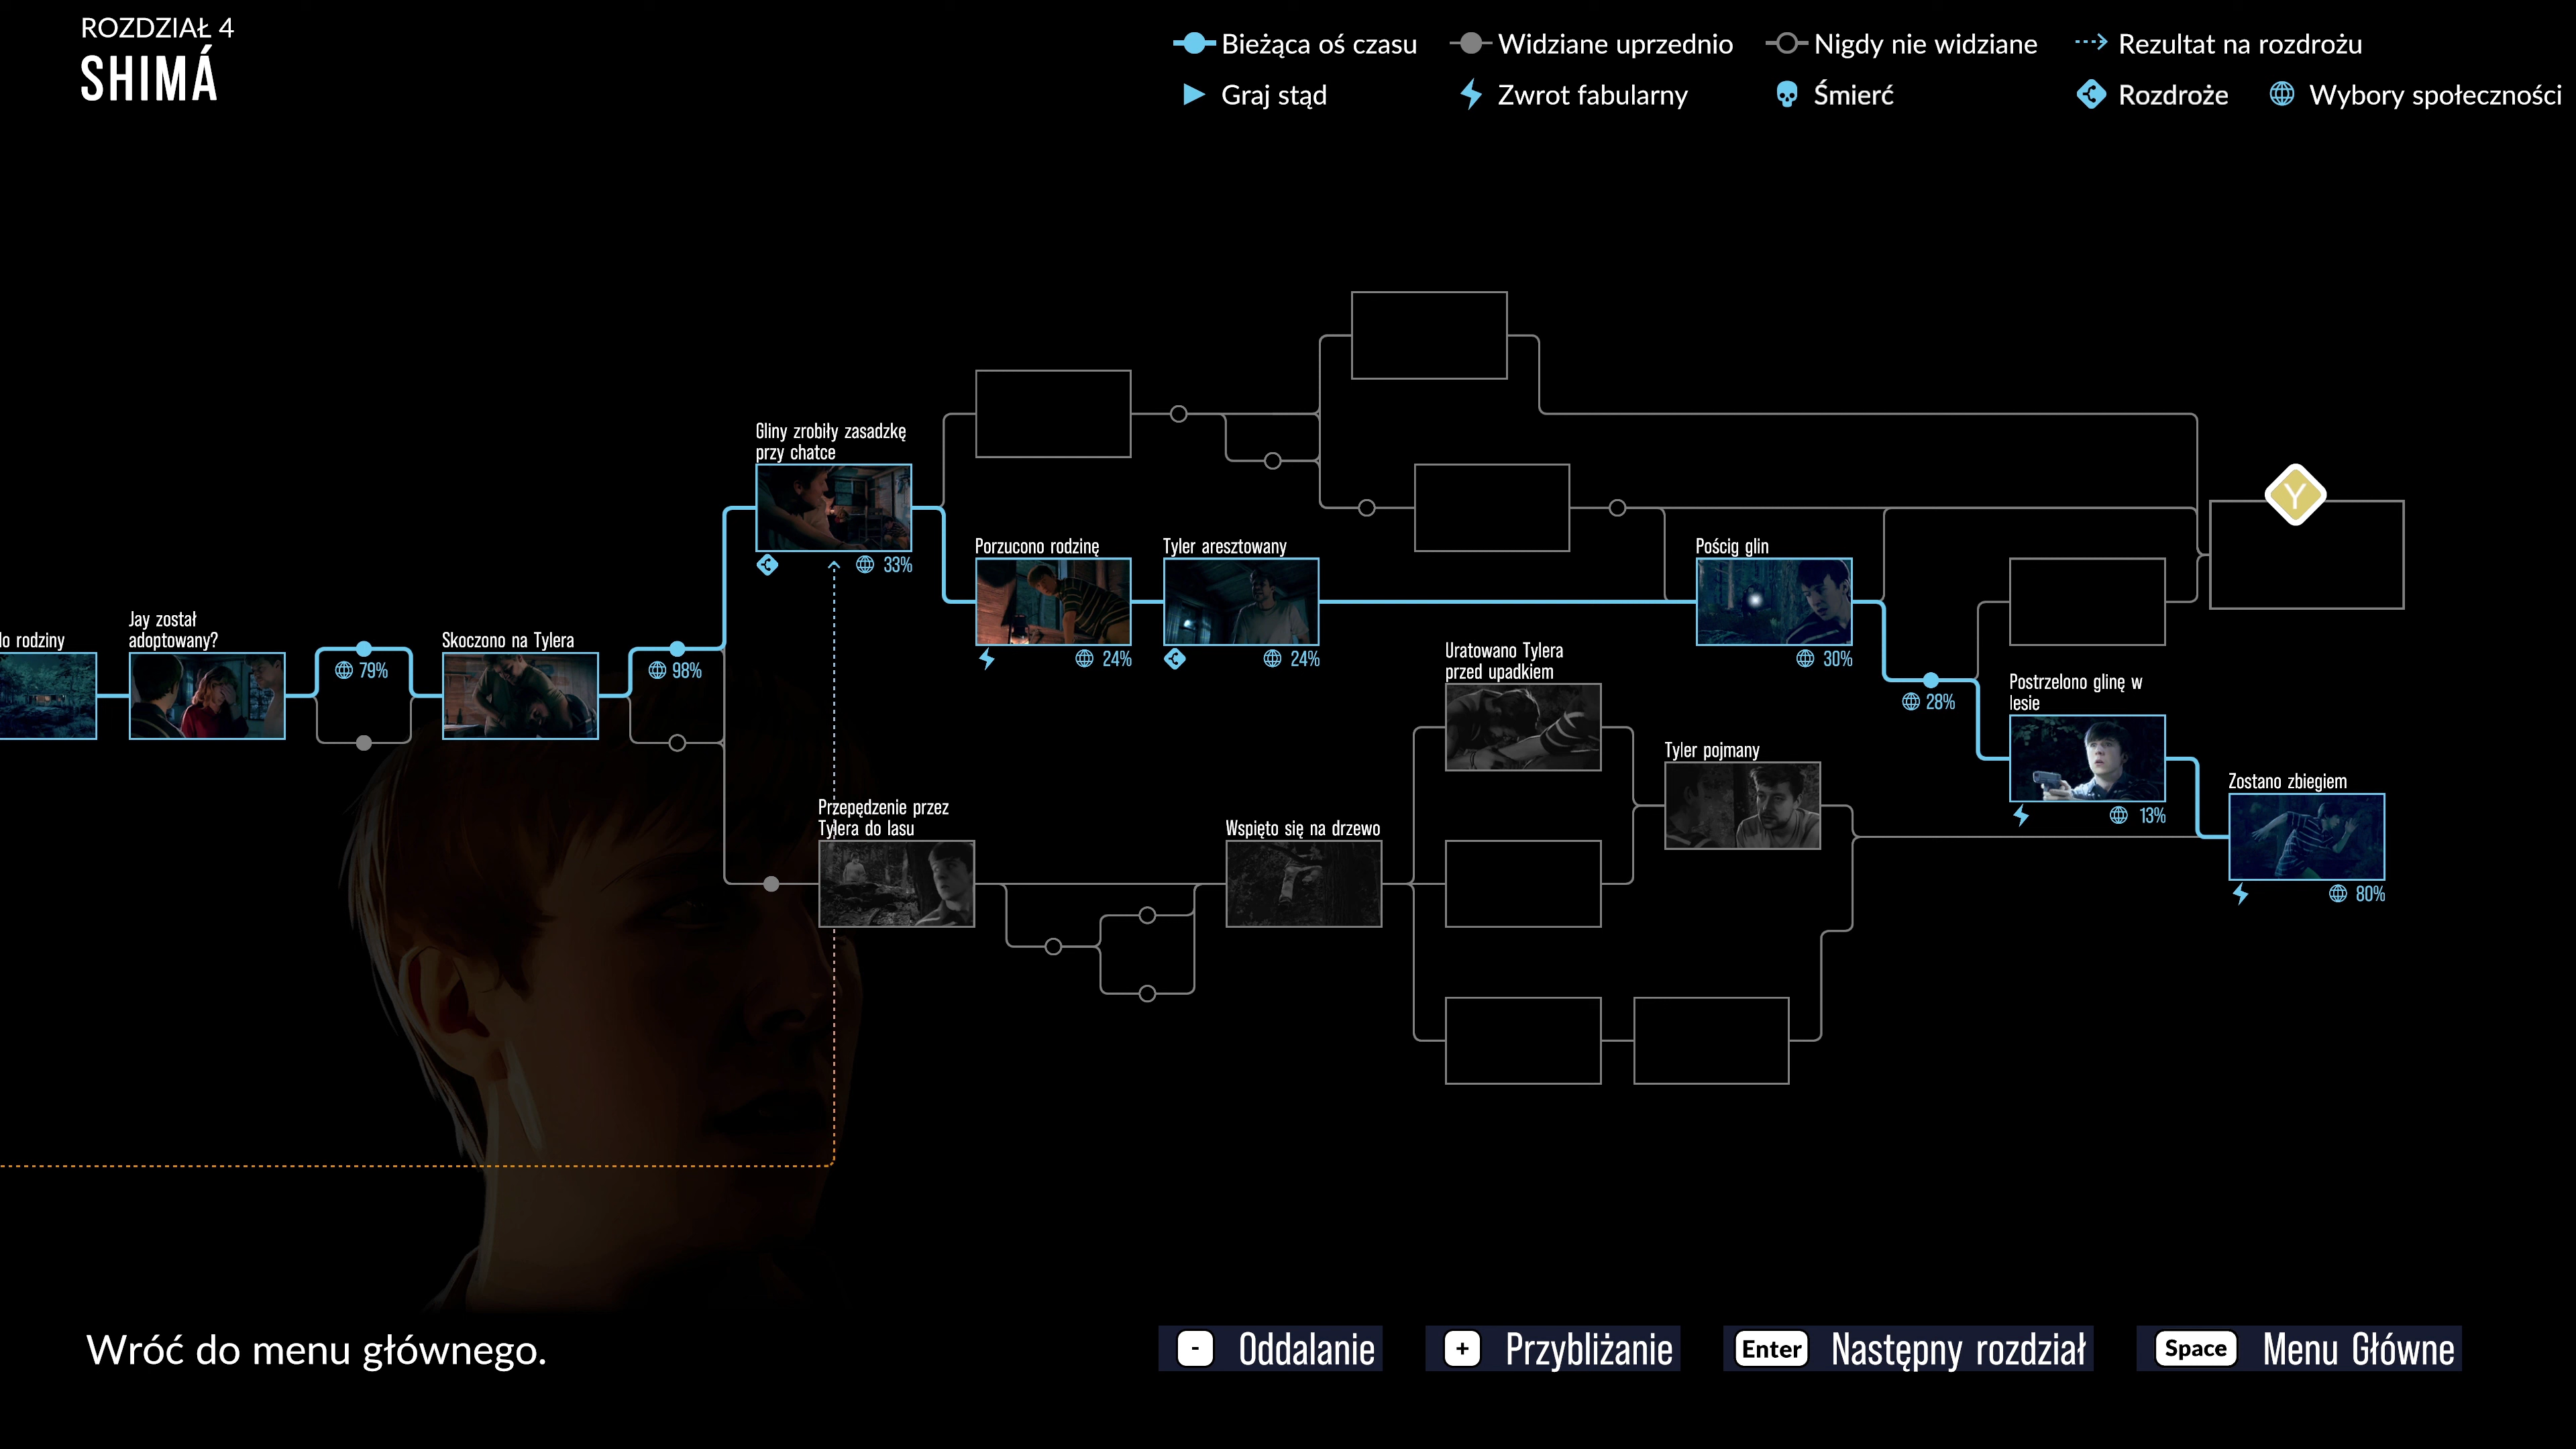 ROZDZIAŁ 4
SHIMÁ
Bieżąca oś czasu
Widziane uprzednio
Nigdy nie widziane
Rezultat na rozdrożu
Graj stąd
Zwrot fabularny
Śmierć
Rozdroże
Wybory społeczności
Gliny zrobiły zasadzkę
przy chatce
33%
Porzucono rodzinę
24%
Tyler aresztowany
24%
Pościg glin
30%
Y
do rodziny
Jay został
adoptowany?
79%
Skoczono na Tylera
98%
Uratowano Tylera
przed upadkiem
Tyler pojmany
28%
Postrzelono glinę w
lesie
13%
Zostano zbiegiem
80%
Przepędzenie przez
Tylera do lasu
Wspięto się na drzewo
Wróć do menu głównego.
- Oddalanie
+ Przybliżanie
Enter Następny rozdział
Space Menu Główne